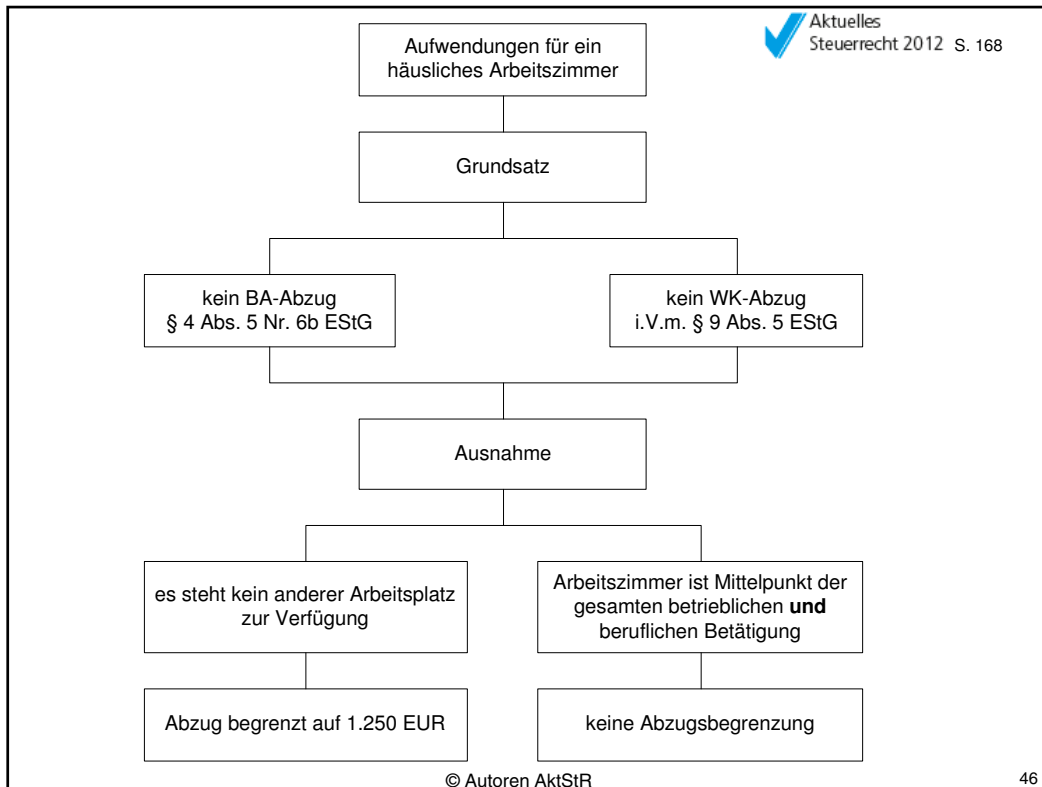 Aktuelles
Steuerrecht 2012 S. 168
Aufwendungen für ein
häusliches Arbeitszimmer
Grundsatz
kein BA-Abzug
§ 4 Abs. 5 Nr. 6b EStG
kein WK-Abzug
i.V.m. § 9 Abs. 5 EStG
Ausnahme
es steht kein anderer Arbeitsplatz
zur Verfügung
Arbeitszimmer ist Mittelpunkt der
gesamten betrieblichen und
beruflichen Betätigung
Abzug begrenzt auf 1.250 EUR
keine Abzugsbegrenzung
© Autoren AktStR
46